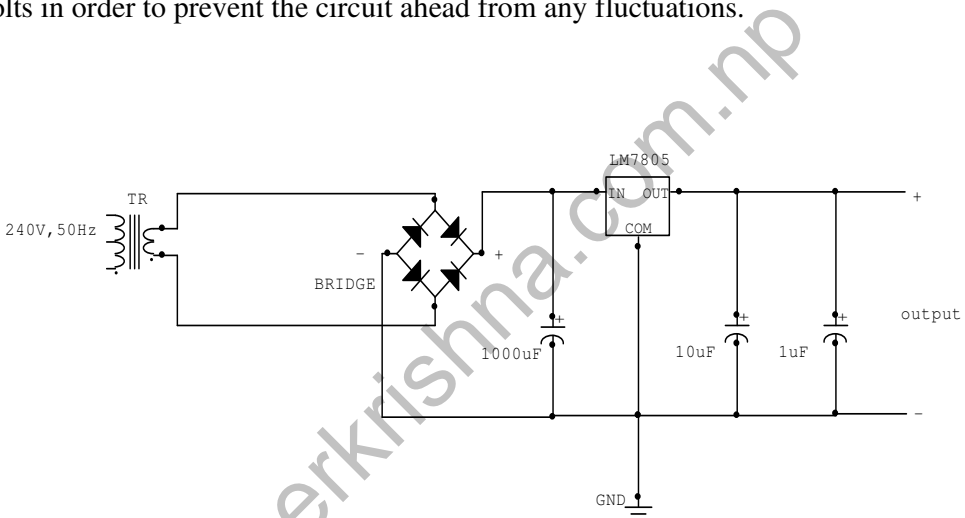 olts in order to prevent the circuit ahead from any fluctuations.
LM7805
IN OUT
COM
TR
240V,50Hz
BRIDGE
-
+
+
1000uF
+
10uF
+
1uF
+
output
-
GND
erkrishna.com.np